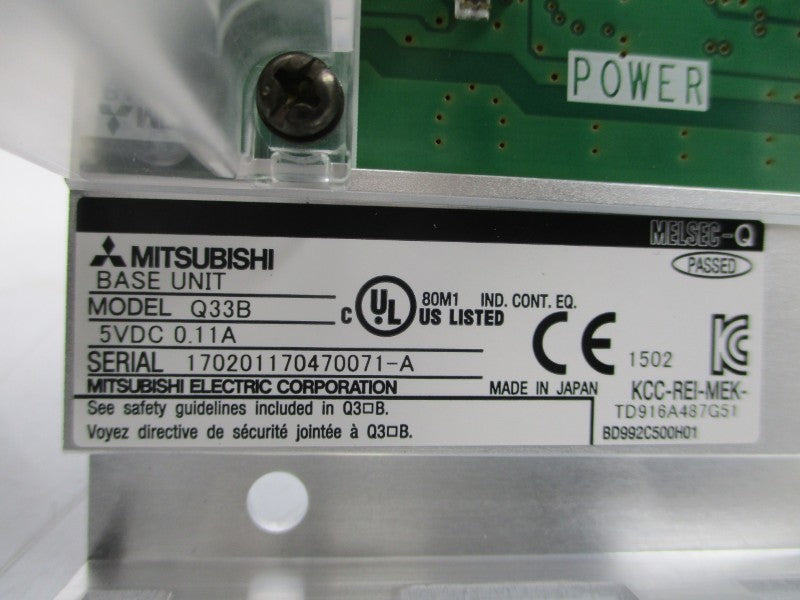 POWER
MELSEC-Q
MITSUBISHI
PASSED
BASE UNIT
MODEL Q33B
5VDC 0.11A
C UL US LISTED
80M1 IND. CONT. EQ.
CE
1502
SERIAL 170201170470071-A
MITSUBISHI ELECTRIC CORPORATION
MADE IN JAPAN
KCC-REI-MEK-
TD916A487G51
See safety guidelines included in Q3□B.
Voyez directive de sécurité jointée à Q3□B.
BD992C500H01